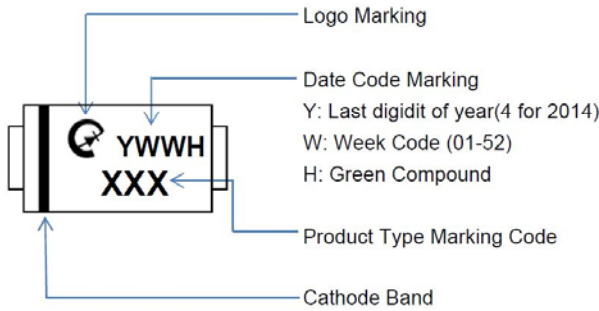 Logo Marking
Date Code Marking
Y: Last digidit of year(4 for 2014)
YWWH
W: Week Code (01-52)
XXX
H: Green Compound
Product Type Marking Code
Cathode Band